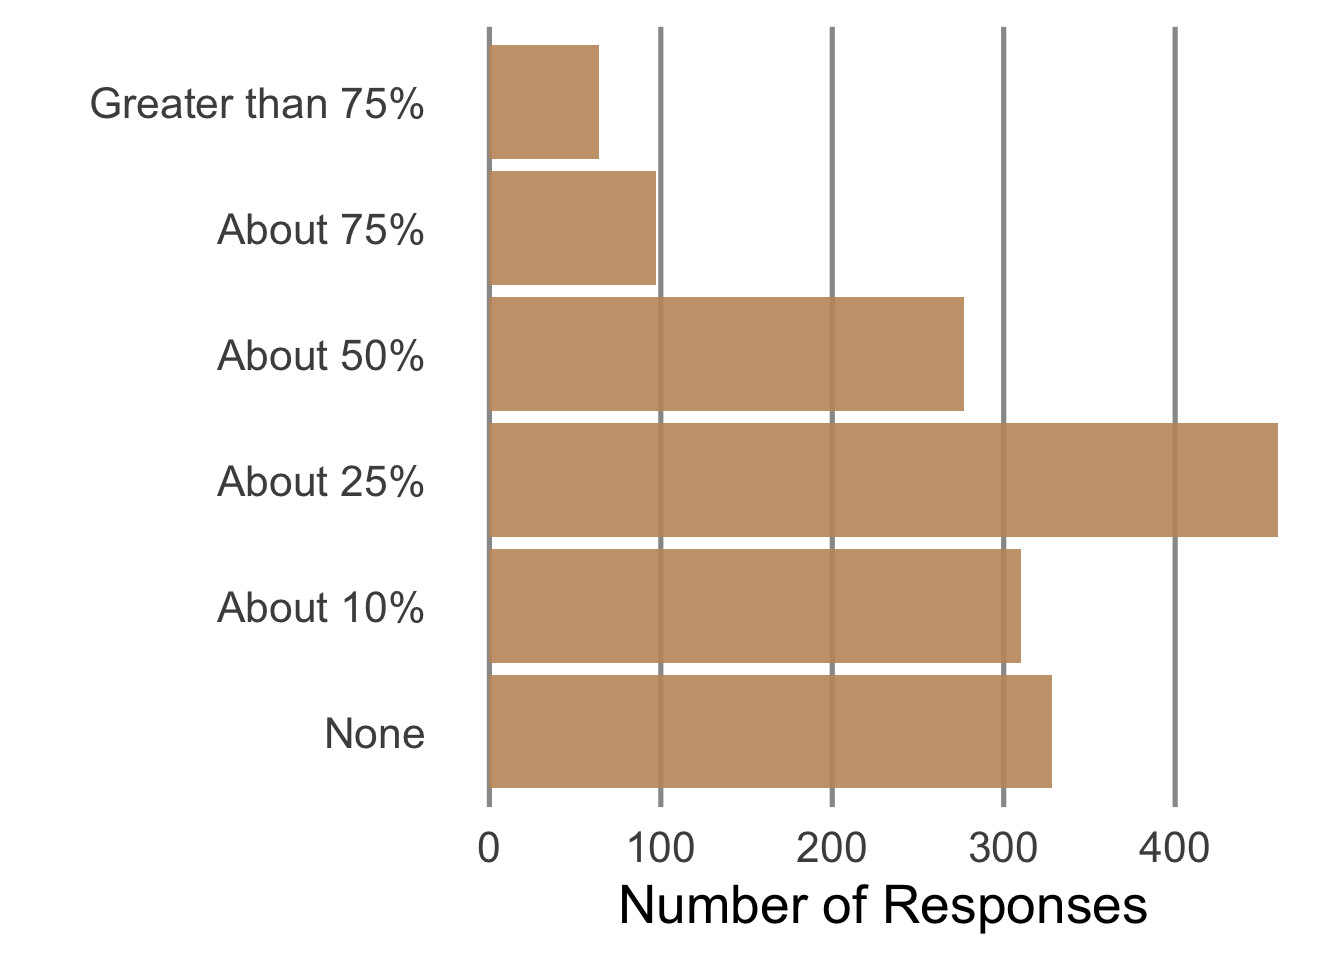 Greater than 75%
About 75%
About 50%
About 25%
About 10%
None
0 100 200 300 400
Number of Responses